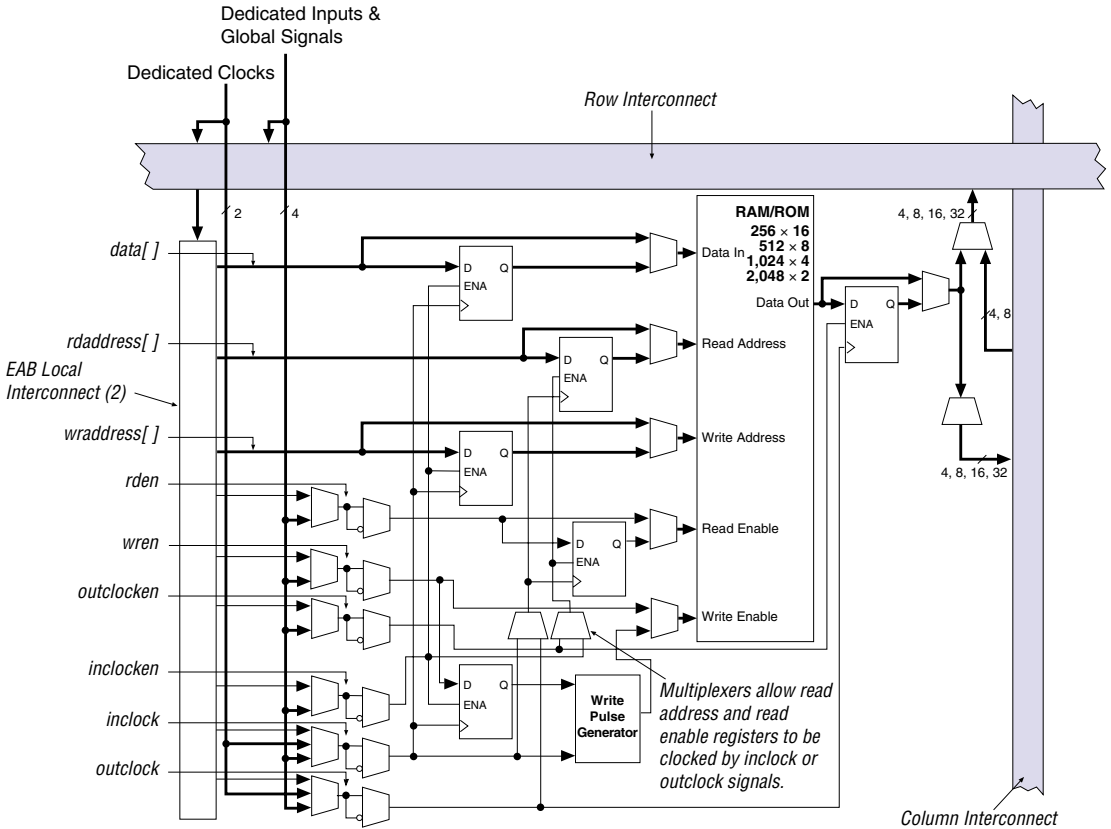 Dedicated Inputs &
Global Signals
Dedicated Clocks
Row Interconnect
2
4
4, 8, 16, 32
RAM/ROM
256 × 16
512 × 8
1,024 × 4
2,048 × 2
data[ ]
D Q
ENA
Data In
Data Out
D Q
ENA
4, 8
rdaddress[ ]
D Q
ENA
Read Address
EAB Local
Interconnect (2)
wraddress[ ]
D Q
ENA
Write Address
4, 8, 16, 32
rden
D Q
ENA
Read Enable
wren
outclocken
Write Enable
inclocken
D Q
ENA
Write
Pulse
Generator
Multiplexers allow read
address and read
enable registers to be
clocked by inclock or
outclock signals.
inclock
outclock
Column Interconnect